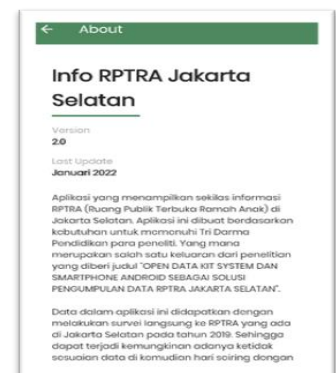 ← About
Info RPTRA Jakarta
Selatan
Version
2.0
Last Update
Januari 2022
Aplikasi yang menampilkan sekilas informasi
RPTRA (Ruang Publik Terbuka Ramah Anak) di
Jakarta Selatan. Aplikasi ini dibuat berdasarkan
kebutuhan untuk memenuhi Tri Darma
Pendidikan para peneliti. Yang mana
merupakan salah satu keluaran dari penelitian
yang diberi judul "OPEN DATA KIT SYSTEM DAN
SMARTPHONE ANDROID SEBAGAI SOLUSI
PENGUMPULAN DATA RPTRA JAKARTA SELATAN".
Data dalam aplikasi ini didapatkan dengan
melakukan survei langsung ke RPTRA yang ada
di Jakarta Selatan pada tahun 2019. Sehingga
dapat terjadi kemungkinan adanya ketidak
sesuaian data di kemudian hari seiring dengan